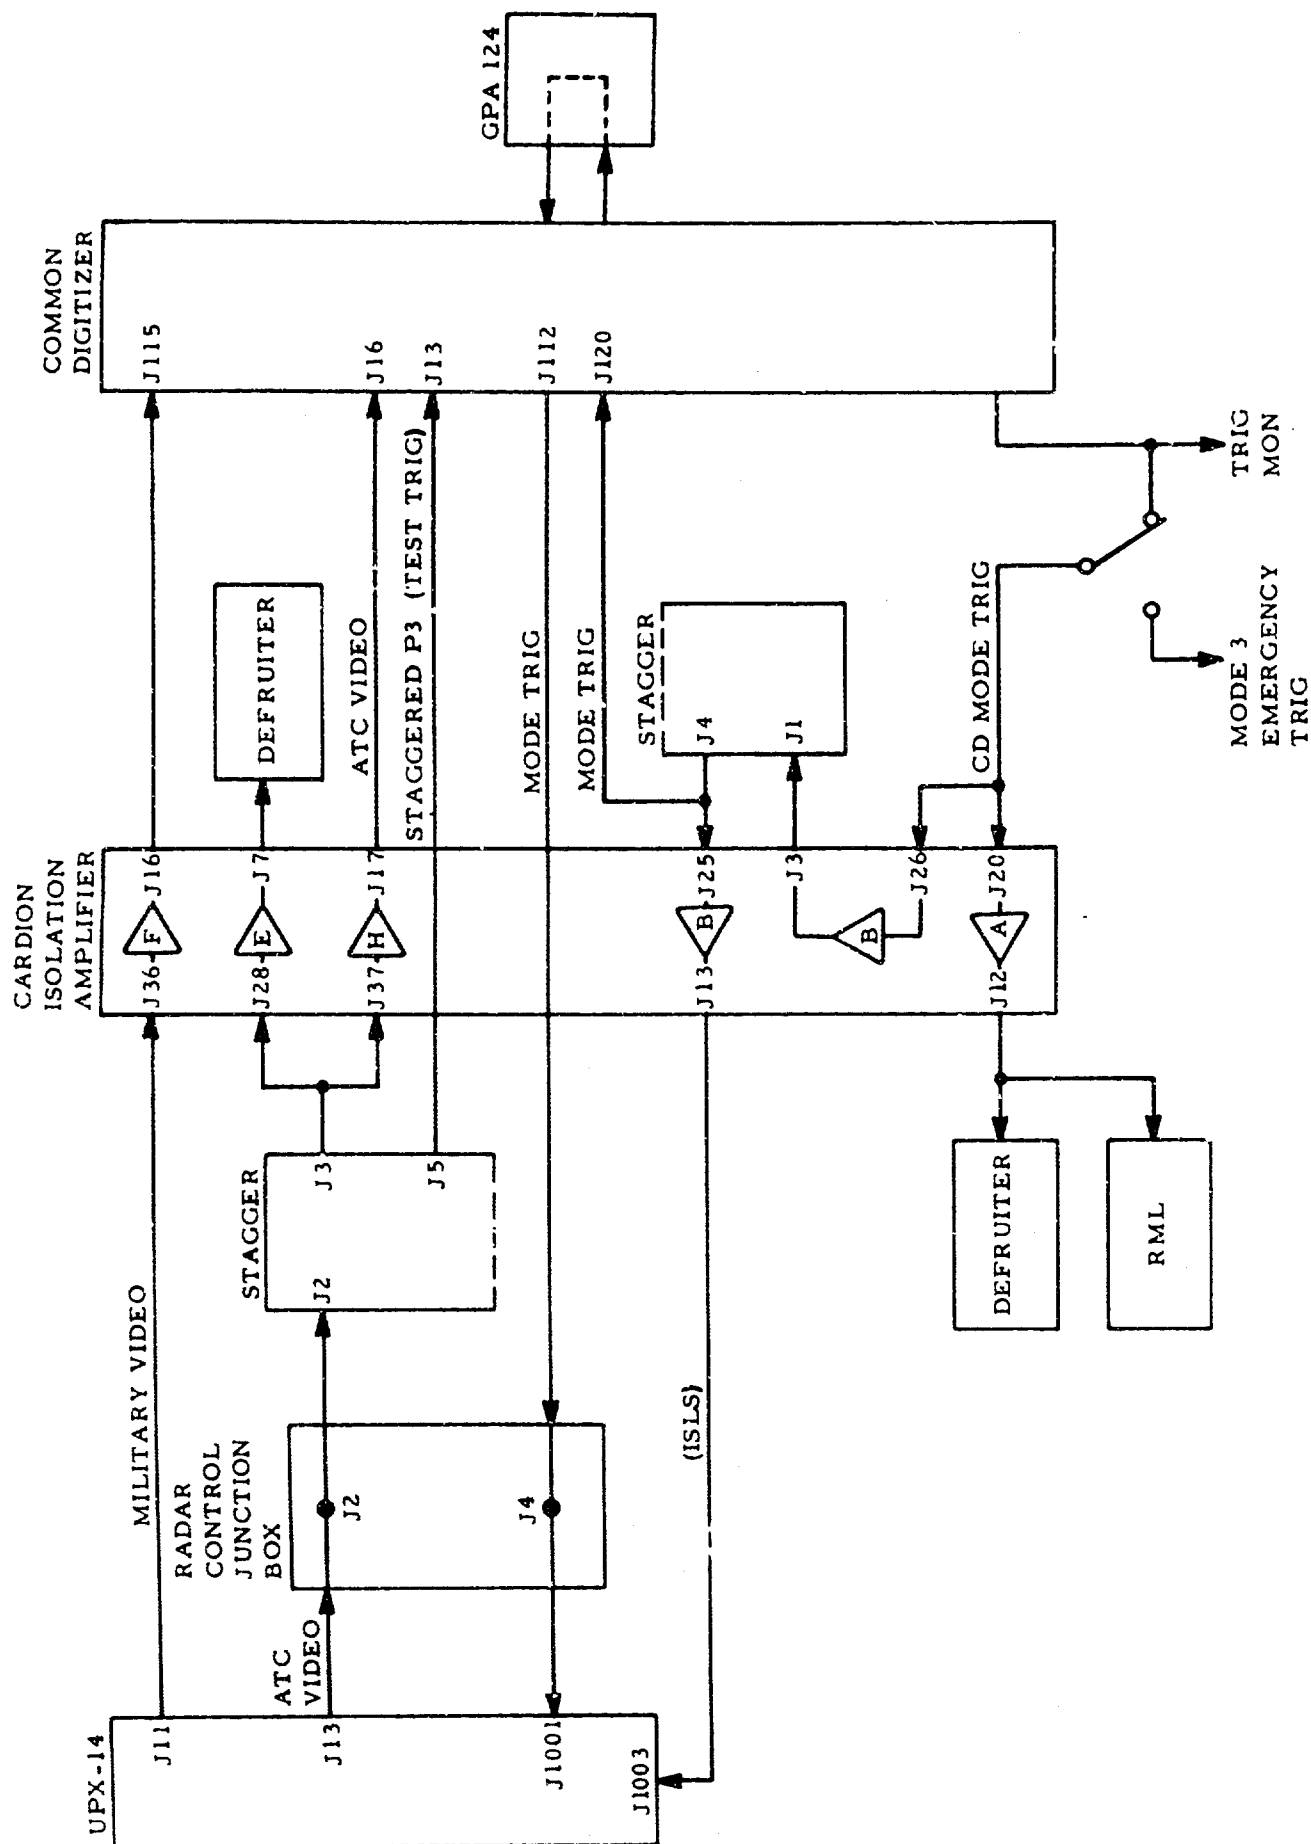 UPX-14
J11
J13
J1001
J1003
MILITARY VIDEO
ATC
VIDEO
RADAR
CONTROL
JUNCTION
BOX
J2
J4
(ISLS)
STAGGER
J2
J3
J5
DEFRUITER
RML
CARDION
ISOLATION
AMPLIFIER
J36
F
J16
J28
E
J7
J37
H
J17
J13
B
J25
J3
B
J26
J12
A
J20
DEFRUITER
ATC VIDEO
STAGGERED P3 (TEST TRIG)
MODE TRIG
MODE TRIG
STAGGER
J4
J1
CD MODE TRIG
MODE 3
EMERGENCY
TRIG
TRIG
MON
COMMON
DIGITIZER
J115
J16
J13
J112
J120
GPA 124